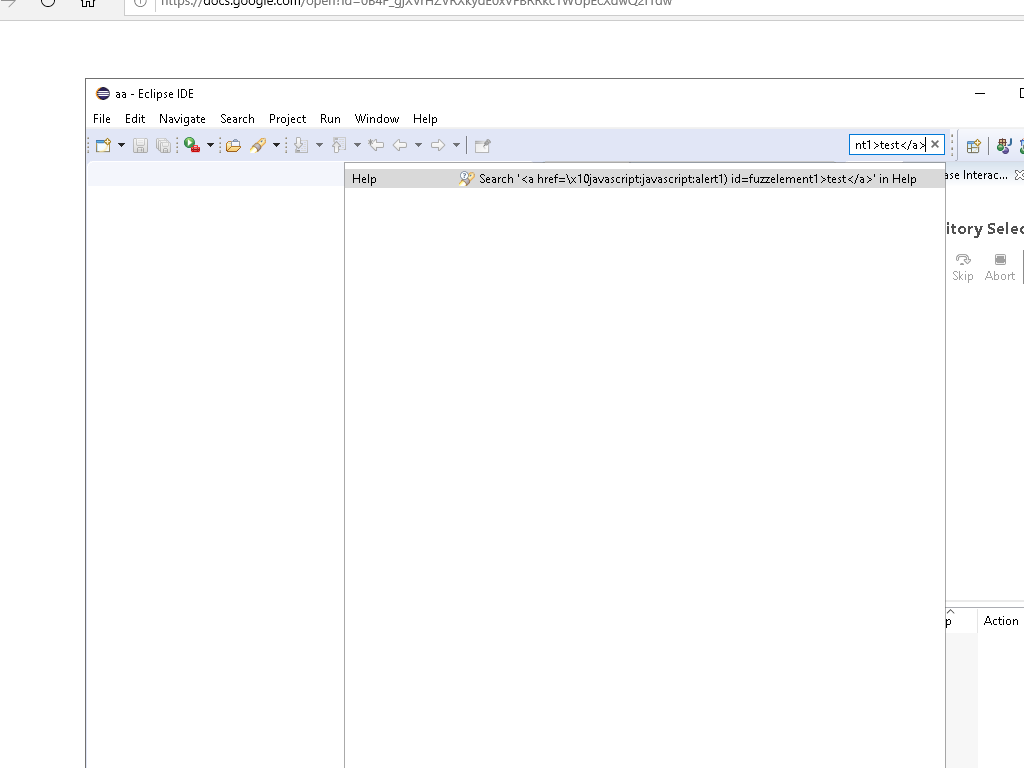 https://docs.google.com/open?id=
aa - Eclipse IDE
File Edit Navigate Search Project Run Window Help
nt1>test</a>
Help Search '<a href=\x10javascript:javascript:alert1) id=fuzzelement1>test</a>' in Help
ase Interac...
itory Selec
Skip Abort
p Action